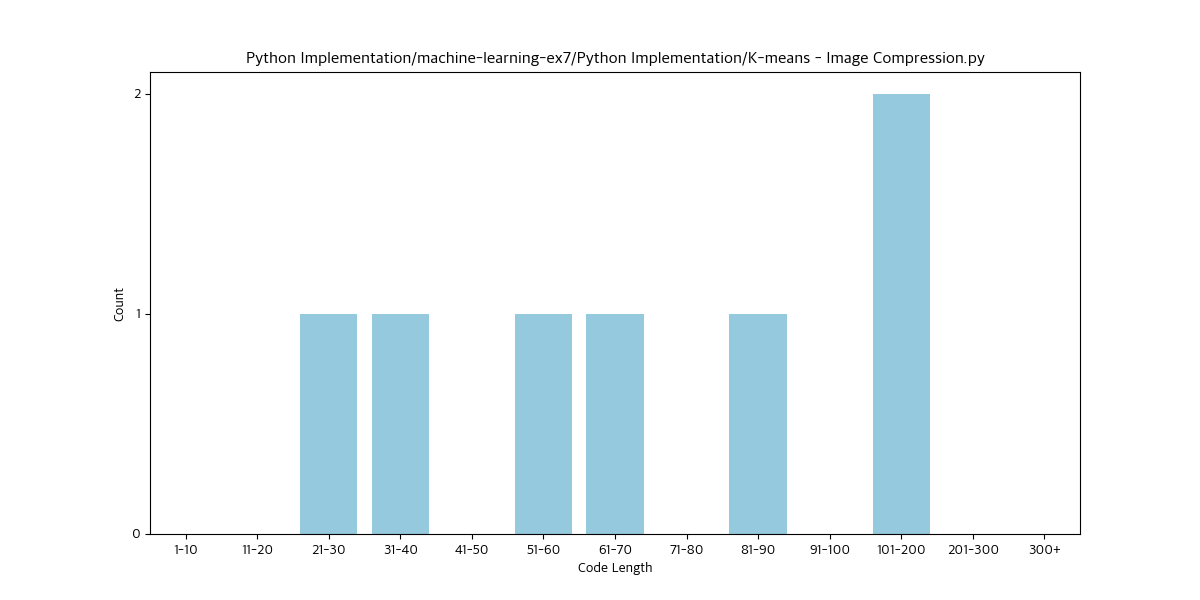 Python Implementation/machine-learning-ex7/Python Implementation/K-means - Image Compression.py
2
1
0
Count
1-10 11-20 21-30 31-40 41-50 51-60 61-70 71-80 81-90 91-100 101-200 201-300 300+
Code Length